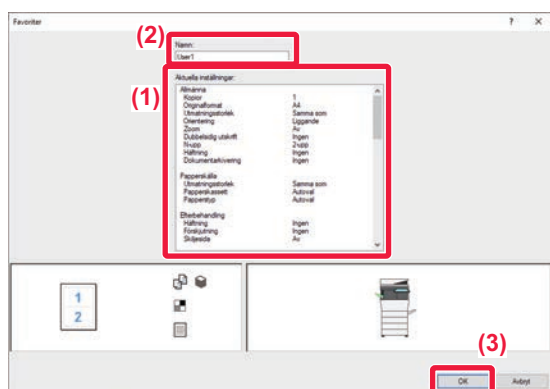 Favoriter ? X
(2)
Namn:
User1
(1)
Aktuella inställningar:
Allmänna
Kopior 1
Originalformat A4
Utmatningsstorlek Samma som
Orientering Liggande
Zoom Av
Dubbelsidig utskrift Ingen
N-upp 2-upp
Häftning Ingen
Dokumentarkivering Ingen
Papperskälla
Utmatningsstorlek Samma som
Papperskassett Autoval
Papperstyp Autoval
Efterbehandling
Häftning Ingen
Förskjutning Ingen
Skiljesida Av
1
2
(3)
OK Avbryt